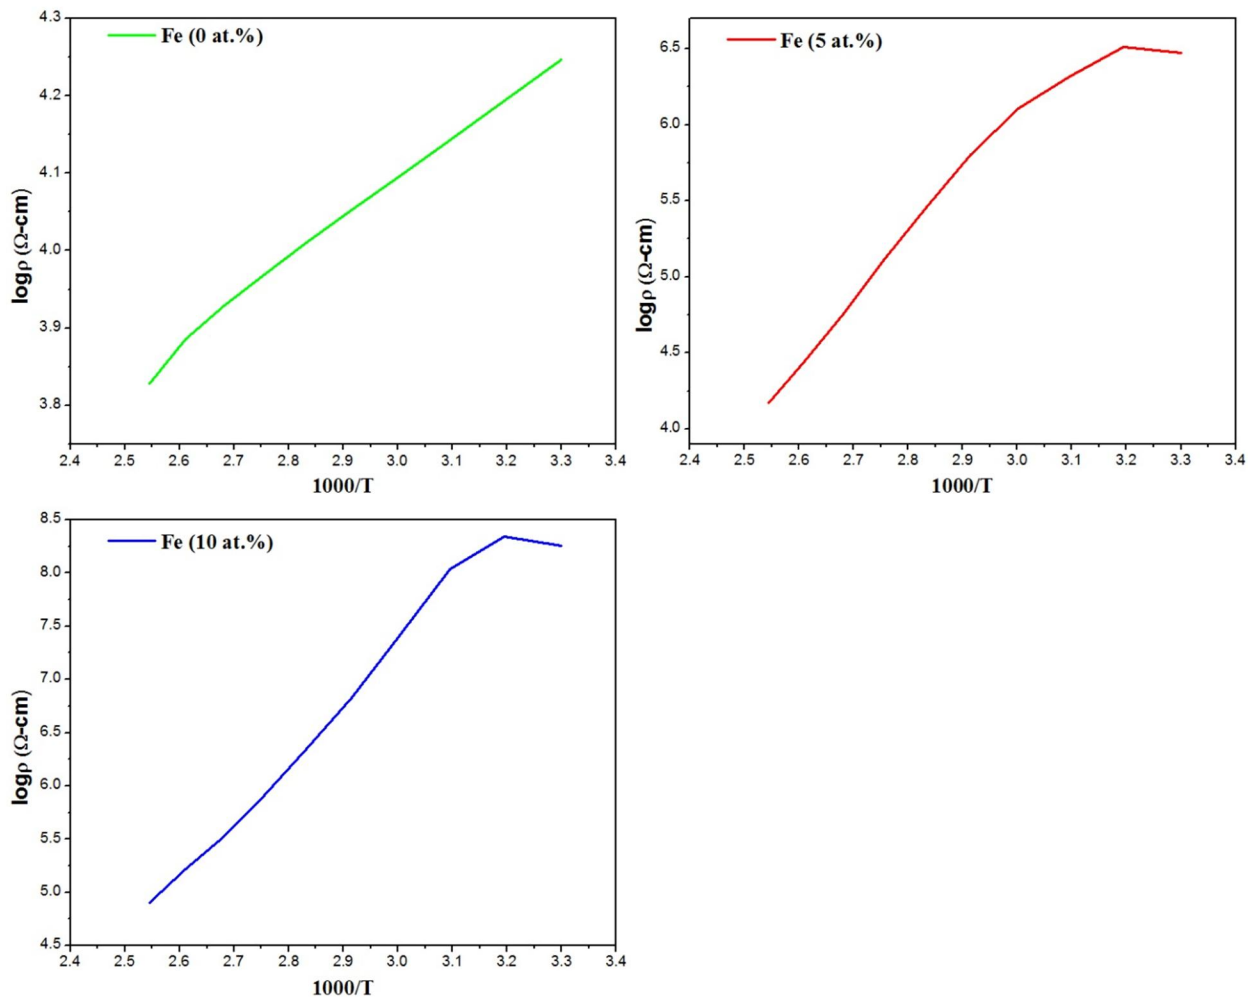 Fe (0 at.%)
4.3
4.2
4.1
4.0
3.9
3.8
logρ (Ω-cm)
2.4 2.5 2.6 2.7 2.8 2.9 3.0 3.1 3.2 3.3 3.4
1000/T
Fe (5 at.%)
6.5
6.0
5.5
5.0
4.5
4.0
logρ (Ω-cm)
2.4 2.5 2.6 2.7 2.8 2.9 3.0 3.1 3.2 3.3 3.4
1000/T
Fe (10 at.%)
8.5
8.0
7.5
7.0
6.5
6.0
5.5
5.0
4.5
logρ (Ω-cm)
2.4 2.5 2.6 2.7 2.8 2.9 3.0 3.1 3.2 3.3 3.4
1000/T